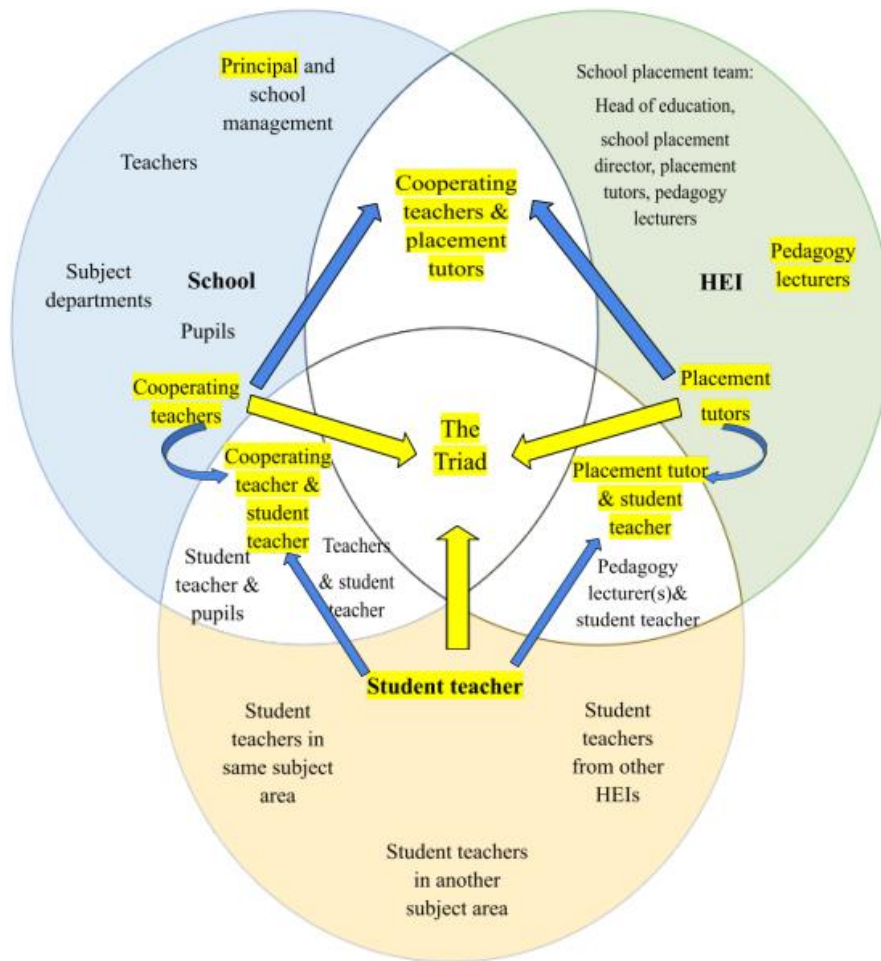 Principal and
school
management
Teachers
Subject
departments
School
Pupils
Cooperating
teachers
School placement team:
Head of education,
school placement
director, placement
tutors, pedagogy
lecturers
Pedagogy
lecturers
HEI
Placement
tutors
Cooperating
teachers &
placement
tutors
The
Triad
Cooperating
teacher &
student
teacher
Student
teacher &
pupils
Teachers
& student
teacher
Placement tutor
& student
teacher
Pedagogy
lecturer(s)&
student teacher
Student teacher
Student
teachers in
same subject
area
Student
teachers
from other
HEIs
Student teachers
in another
subject area